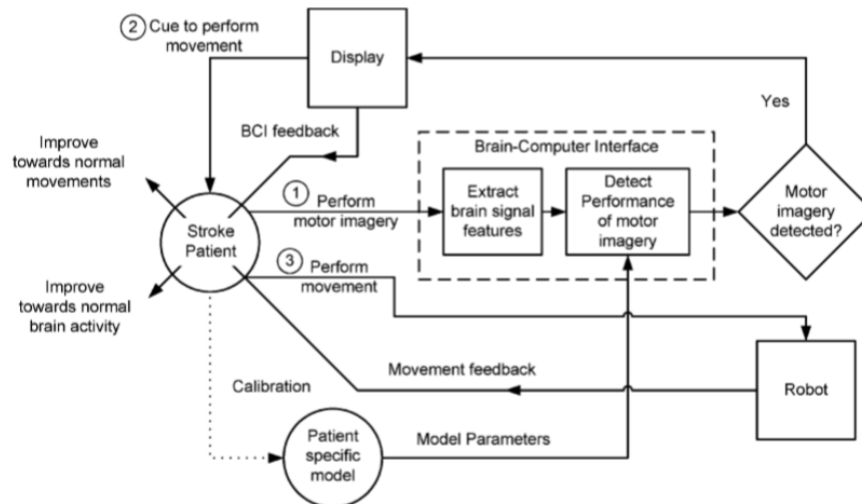 ② Cue to perform
movement
Display
Yes
BCI feedback
Improve
towards normal
movements
Brain-Computer Interface
① Perform
motor imagery
Extract
brain signal
features
Detect
Performance
of motor
imagery
Motor
imagery
detected?
Stroke
Patient
③ Perform
movement
Improve
towards normal
brain activity
Movement feedback
Robot
Calibration
Patient
specific
model
Model Parameters